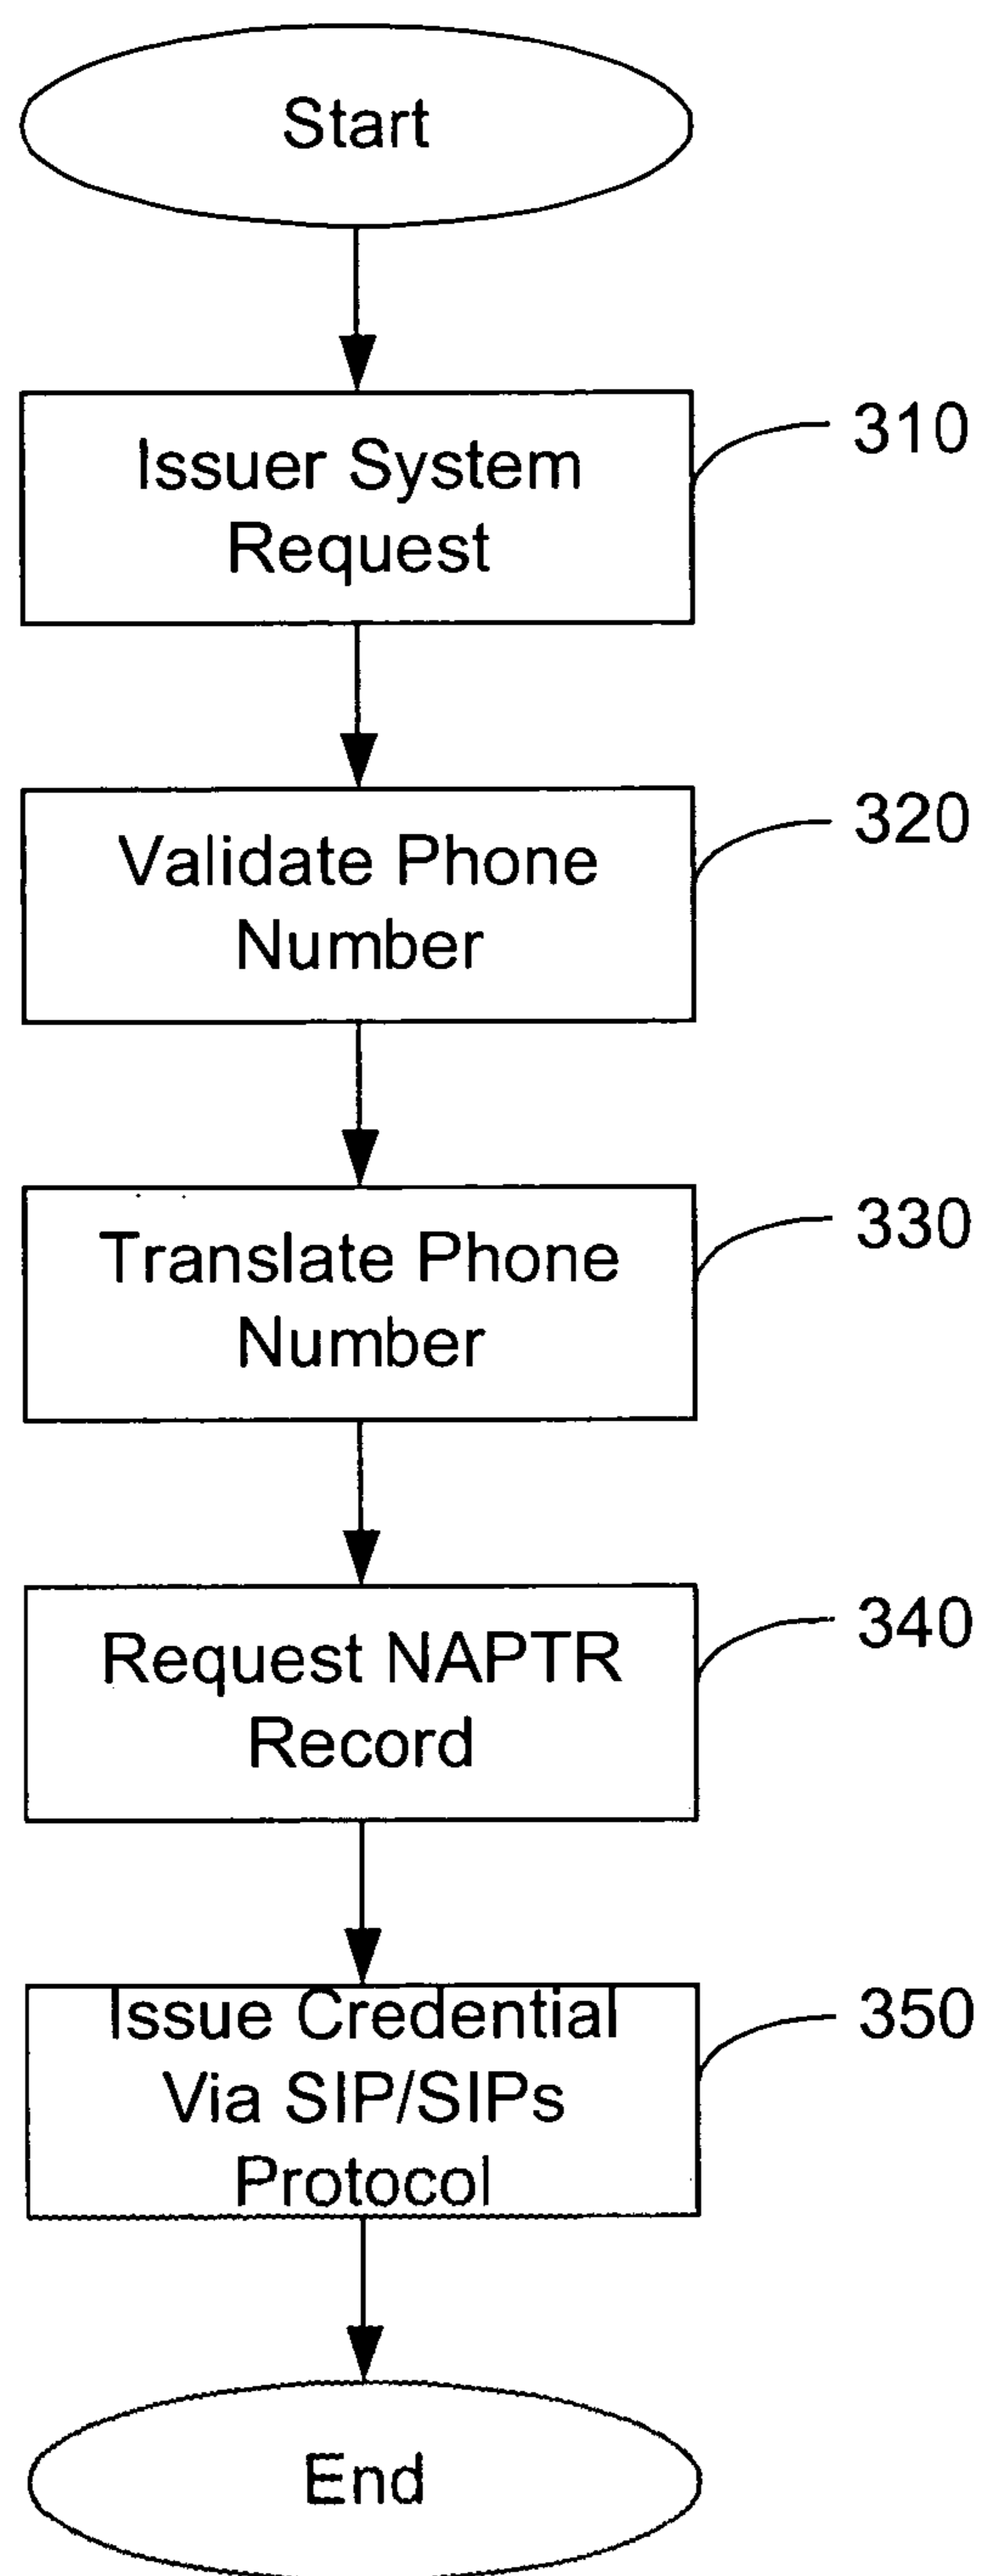 Start
Issuer System
Request
310
Validate Phone
Number
320
Translate Phone
Number
330
Request NAPTR
Record
340
Issue Credential
Via SIP/SIPs
Protocol
350
End